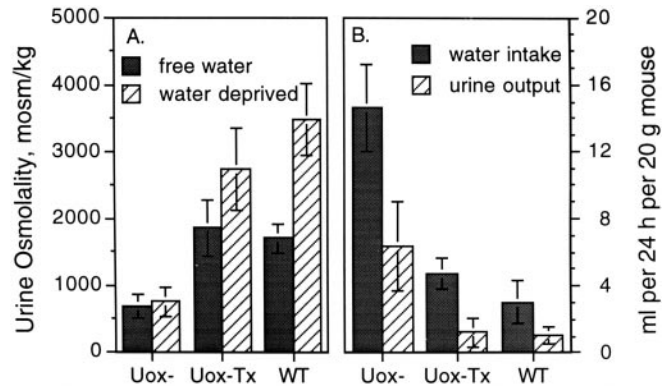 Urine Osmolality, mosm/kg
5000
4000
3000
2000
1000
0
A.
free water
water deprived
Uox-
Uox-Tx
WT
B.
water intake
urine output
Uox-
Uox-Tx
WT
20
16
12
8
4
0
ml per 24 h per 20 g mouse